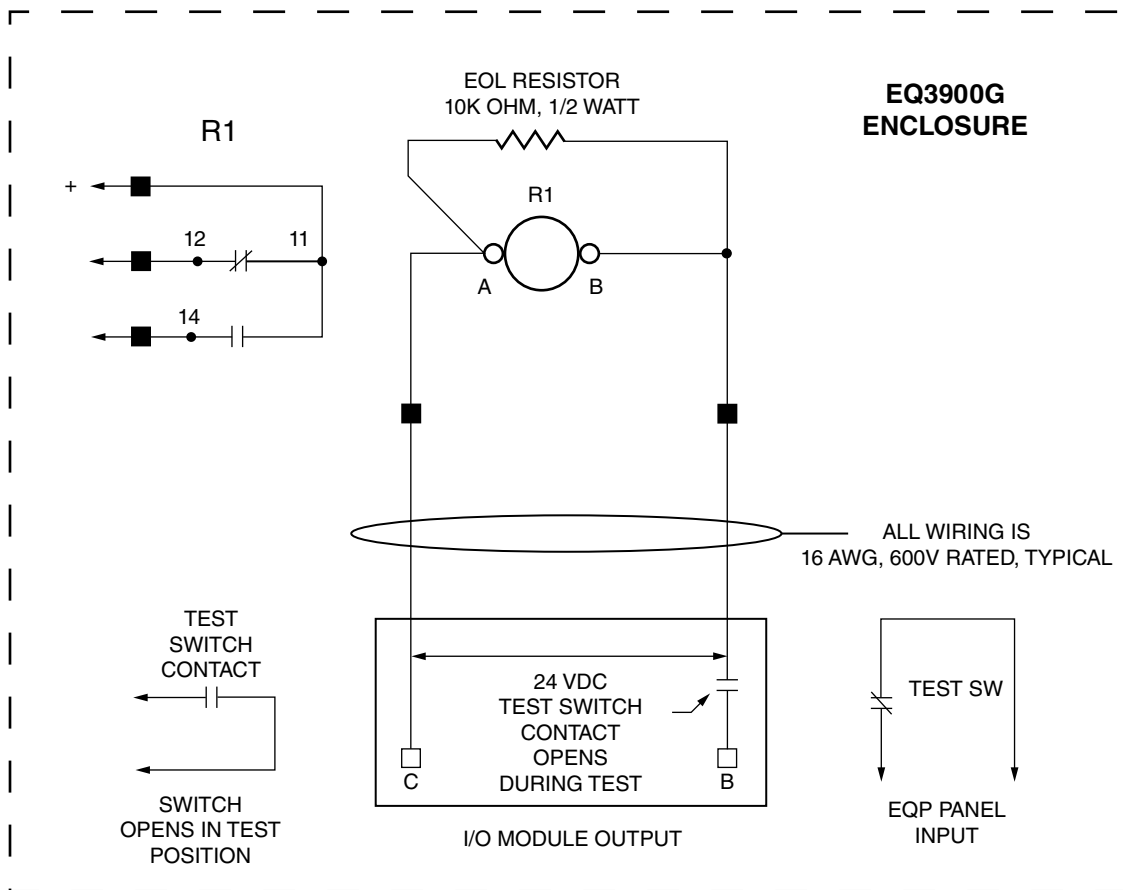 EOL RESISTOR
10K OHM, 1/2 WATT
EQ3900G
ENCLOSURE
R1
+
12
11
14
R1
A
B
ALL WIRING IS
16 AWG, 600V RATED, TYPICAL
TEST
SWITCH
CONTACT
SWITCH
OPENS IN TEST
POSITION
24 VDC
TEST SWITCH
CONTACT
OPENS
DURING TEST
C
B
I/O MODULE OUTPUT
TEST SW
EQP PANEL
INPUT